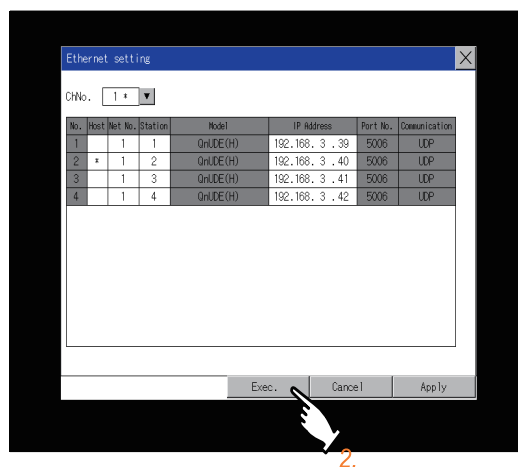 Ethernet setting
ChNo. 1 * ▼
No. Host Net No. Station Model IP Address Port No. Communication
1 1 1 QnUDE(H) 192.168. 3 .39 5006 UDP
2 * 1 2 QnUDE(H) 192.168. 3 .40 5006 UDP
3 1 3 QnUDE(H) 192.168. 3 .41 5006 UDP
4 1 4 QnUDE(H) 192.168. 3 .42 5006 UDP
Exec. Cancel Apply
2.